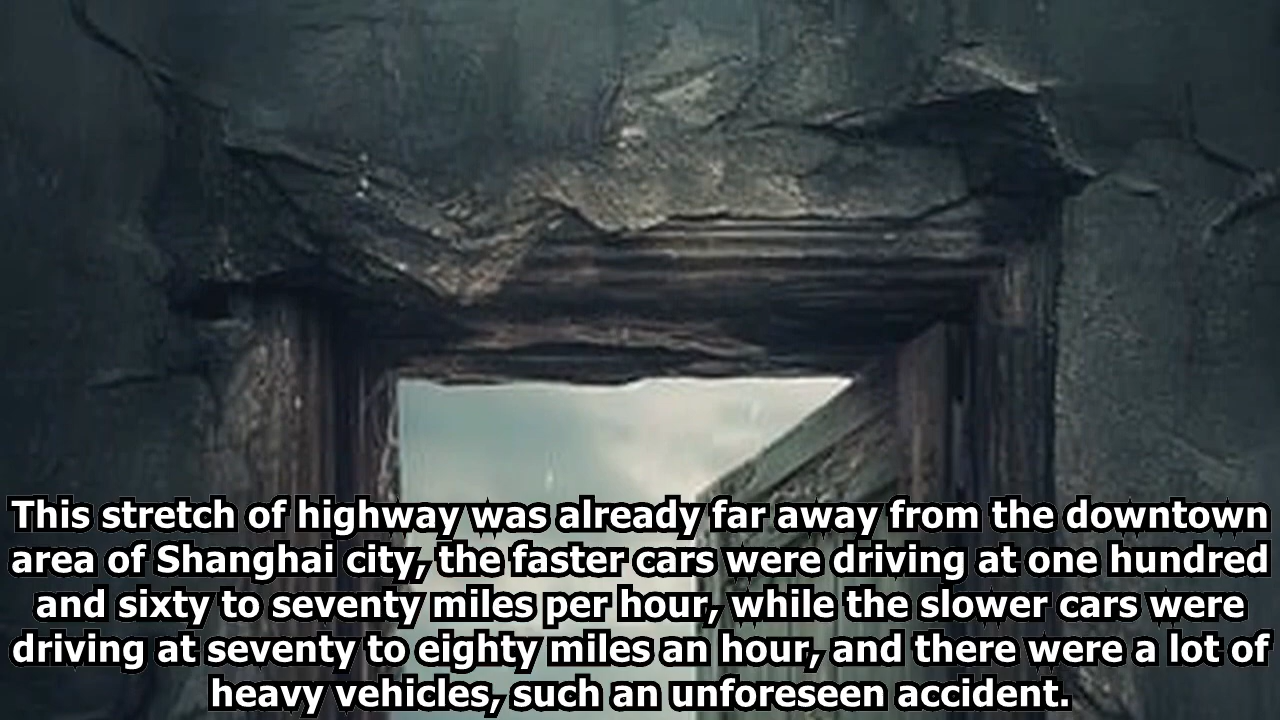 This stretch of highway was already far away from the downtown
area of Shanghai city, the faster cars were driving at one hundred
and sixty to seventy miles per hour, while the slower cars were
driving at seventy to eighty miles an hour, and there were a lot of
heavy vehicles, such an unforeseen accident.